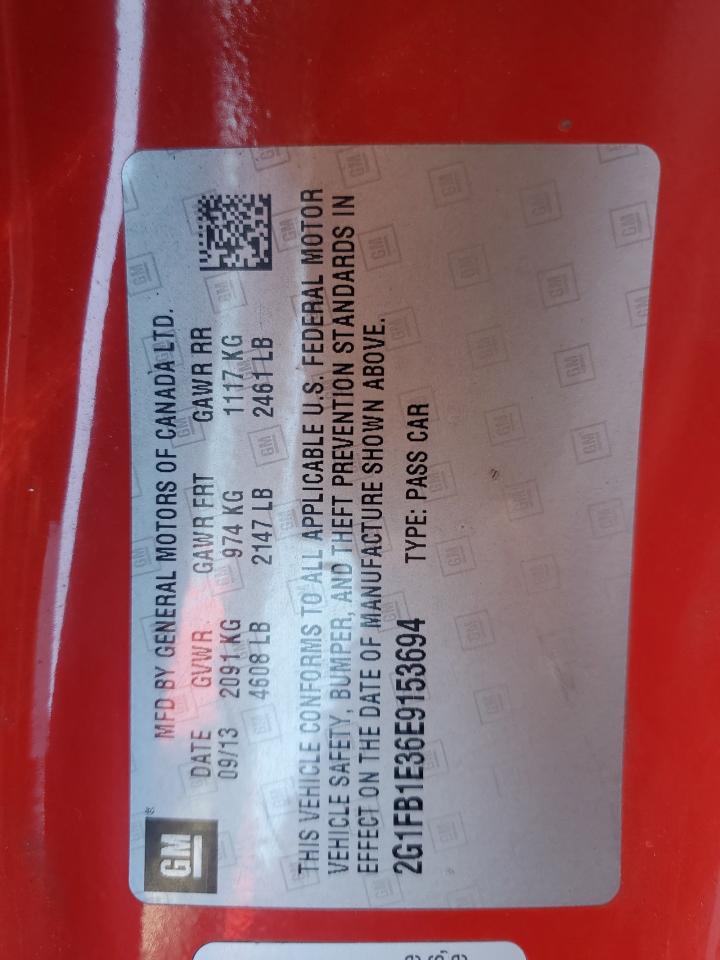 GM
®
MFD BY GENERAL MOTORS OF CANADA LTD.
DATE GVWR GAWR FRT GAWR RR
09/13 2091 KG 974 KG 1117 KG
4608 LB 2147 LB 2461 LB
THIS VEHICLE CONFORMS TO ALL APPLICABLE U.S. FEDERAL MOTOR
VEHICLE SAFETY, BUMPER, AND THEFT PREVENTION STANDARDS IN
EFFECT ON THE DATE OF MANUFACTURE SHOWN ABOVE.
2G1FB1E36E9153694 TYPE: PASS CAR